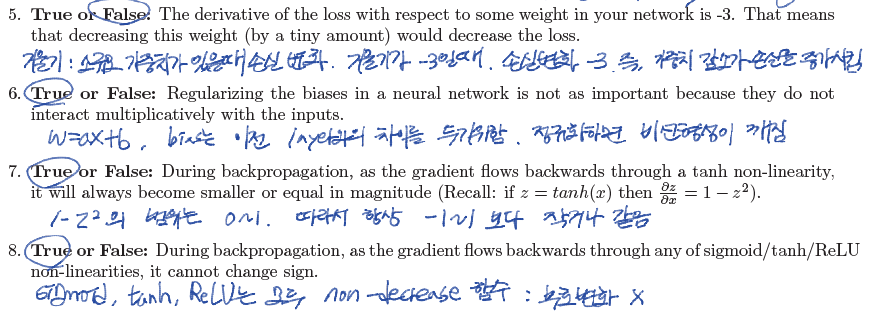 5. True or False: The derivative of the loss with respect to some weight in your network is -3. That means
that decreasing this weight (by a tiny amount) would decrease the loss.
기울기 : 소규모 가중치가 있을때 손실 변화. 기울기가 -3일때, 손실변화 -3 즉, 가중치 감소가 손실을 증가시킴
6. True or False: Regularizing the biases in a neural network is not as important because they do not
interact multiplicatively with the inputs.
w=ax+b, bias는 이전 layer와의 차이를 두기위함. 정규화하면 비선형성이 깨짐
7. True or False: During backpropagation, as the gradient flows backwards through a tanh non-linearity,
it will always become smaller or equal in magnitude (Recall: if z = tanh(x) then ∂z/∂x = 1 − z²).
1-z²의 범위는 0~1. 따라서 항상 -1~1 보다 작거나 같음
8. True or False: During backpropagation, as the gradient flows backwards through any of sigmoid/tanh/ReLU
non-linearities, it cannot change sign.
sigmoid, tanh, ReLU는 모두 non-decrease 함수 : 부호변화 X